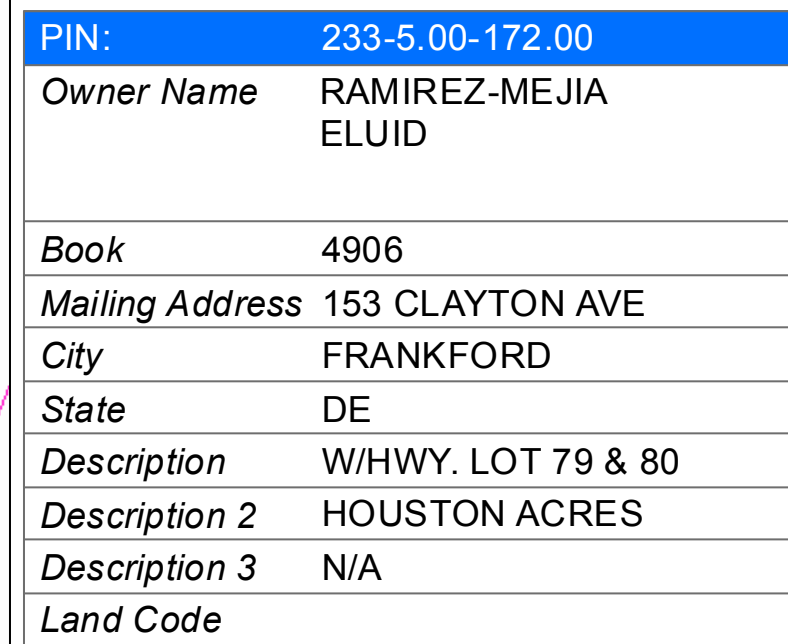 PIN: 233-5.00-172.00
Owner Name RAMIREZ-MEJIA
ELUID
Book 4906
Mailing Address 153 CLAYTON AVE
City FRANKFORD
State DE
Description W/HWY. LOT 79 & 80
Description 2 HOUSTON ACRES
Description 3 N/A
Land Code